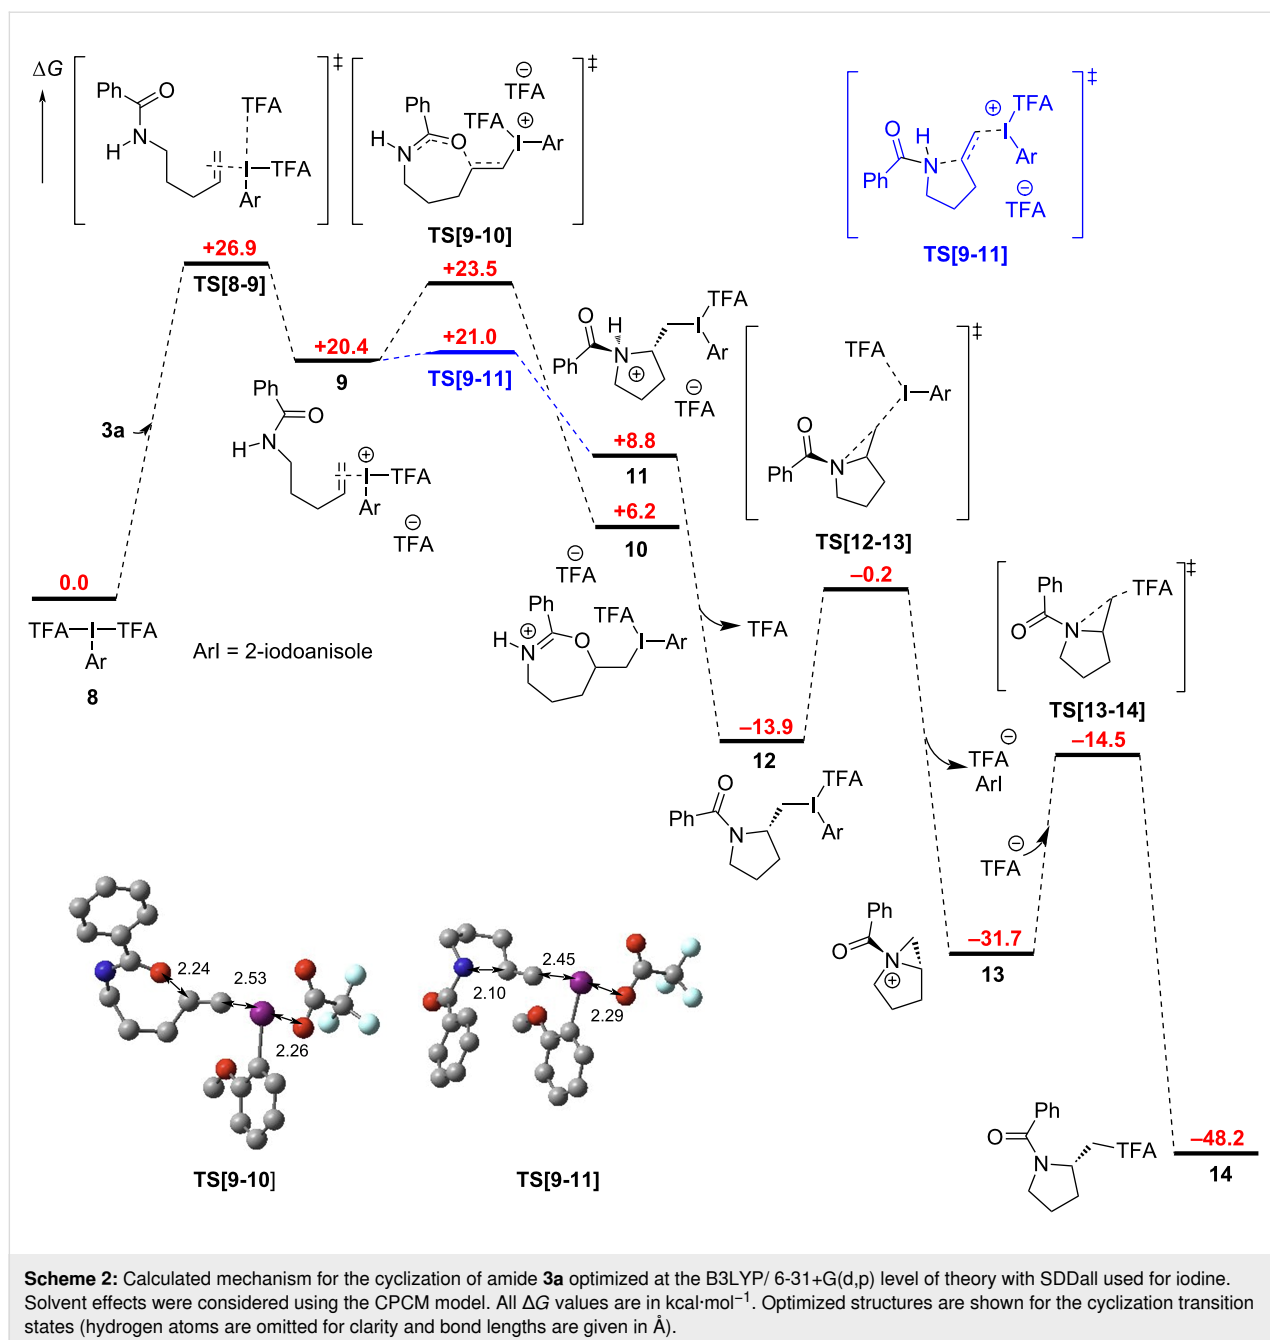 ΔG
Ph
O
N
H
TFA
I
TFA
Ar
‡
Ph
H
N
O
TFA
⊖
TFA
⊕
I
Ar
‡
TS[9-10]
O
H
N
Ph
⊕
I
TFA
Ar
⊖
TFA
‡
TS[9-11]
+26.9
TS[8-9]
+23.5
+20.4
9
+21.0
TS[9-11]
3a
Ph
O
H
N
⊕
I
TFA
Ar
⊖
TFA
O
H
N
⊕
Ph
TFA
I
Ar
⊖
TFA
+8.8
11
+6.2
10
TFA
I
Ar
O
N
Ph
‡
TS[12-13]
–0.2
0.0
TFA I TFA
Ar
8
ArI = 2-iodoanisole
⊖
TFA
Ph
⊕
H
N
O
TFA
I
Ar
TFA
–13.9
12
O
Ph
N
TFA
I
Ar
⊖
TFA
ArI
Ph
O
N
TFA
‡
TS[13-14]
–14.5
⊖
TFA
Ph
O
N
⊕
–31.7
13
2.24
2.53
2.26
TS[9-10]
2.45
2.10
2.29
TS[9-11]
Ph
O
N
TFA
–48.2
14
Scheme 2: Calculated mechanism for the cyclization of amide 3a optimized at the B3LYP/ 6-31+G(d,p) level of theory with SDDall used for iodine.
Solvent effects were considered using the CPCM model. All ΔG values are in kcal·mol⁻¹. Optimized structures are shown for the cyclization transition
states (hydrogen atoms are omitted for clarity and bond lengths are given in Å).